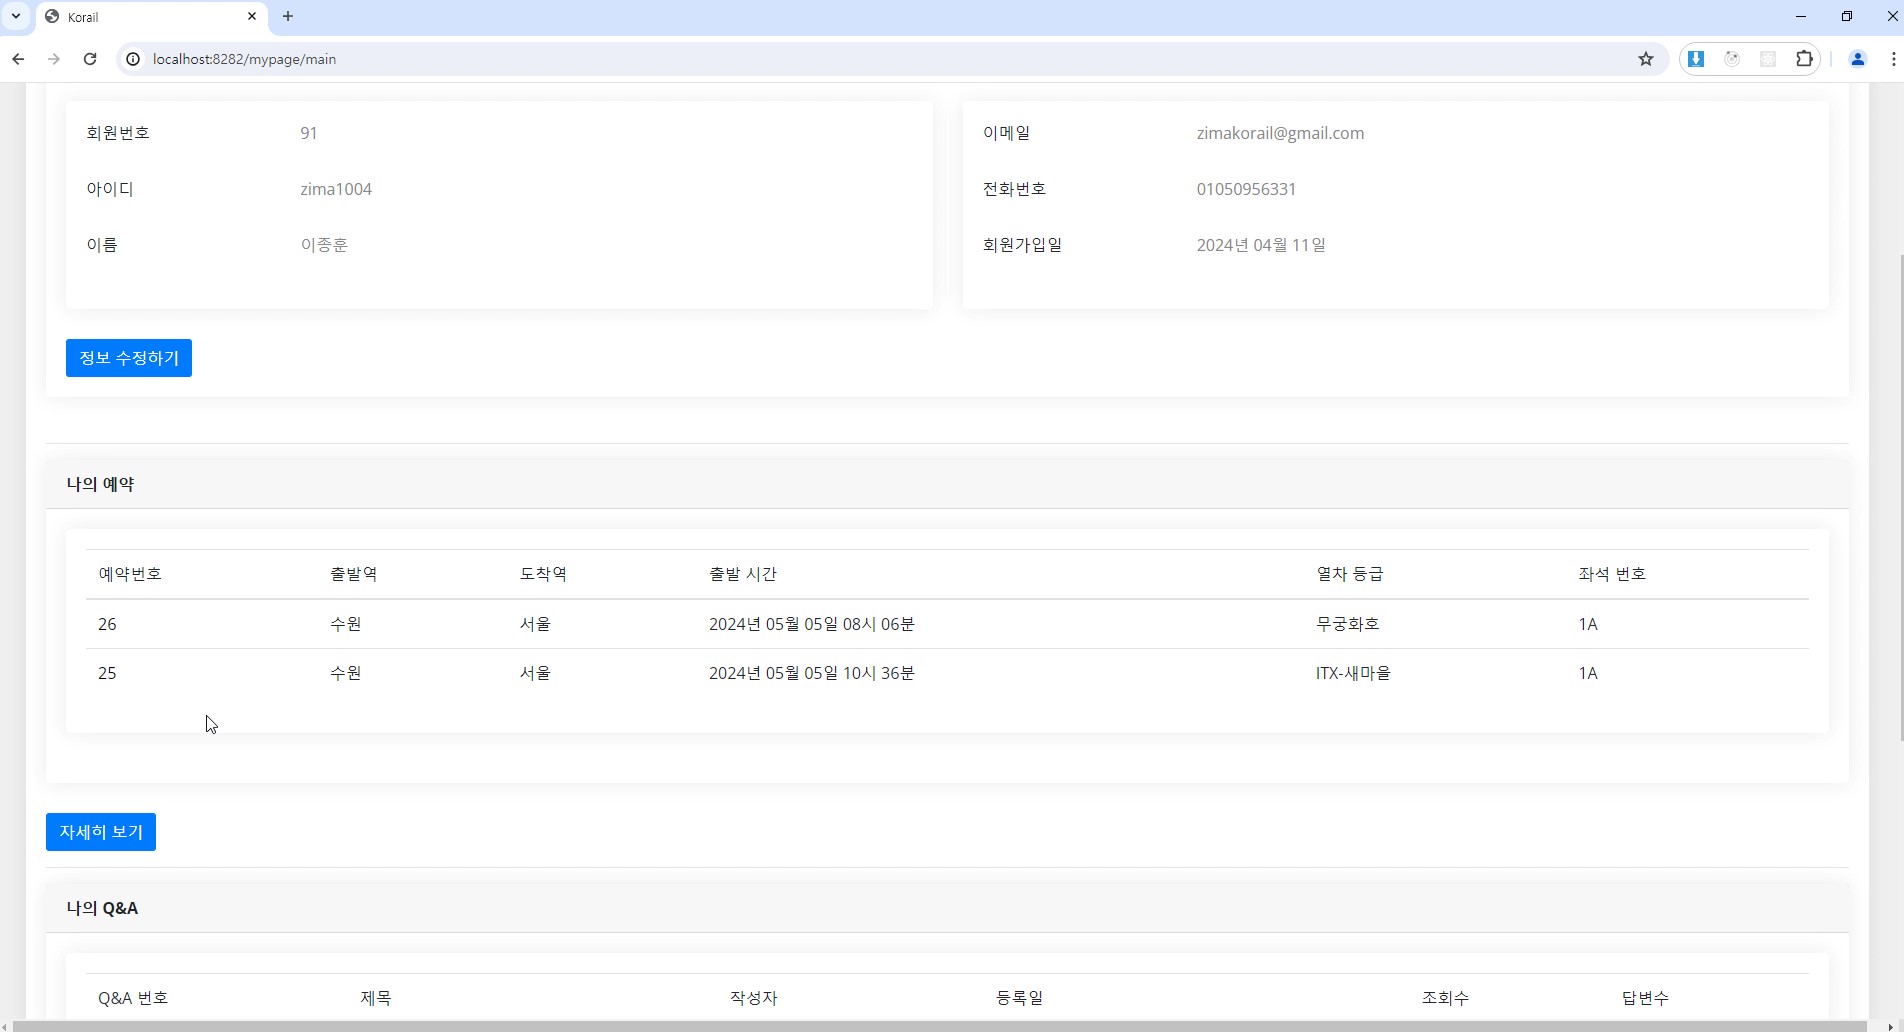 Korail
localhost:8282/mypage/main
회원번호 91
아이디 zima1004
이름 이종훈
이메일 zimakorail@gmail.com
전화번호 01050956331
회원가입일 2024년 04월 11일
정보 수정하기
나의 예약
예약번호 출발역 도착역 출발 시간 열차 등급 좌석 번호
26 수원 서울 2024년 05월 05일 08시 06분 무궁화호 1A
25 수원 서울 2024년 05월 05일 10시 36분 ITX-새마을 1A
자세히 보기
나의 Q&A
Q&A 번호 제목 작성자 등록일 조회수 답변수